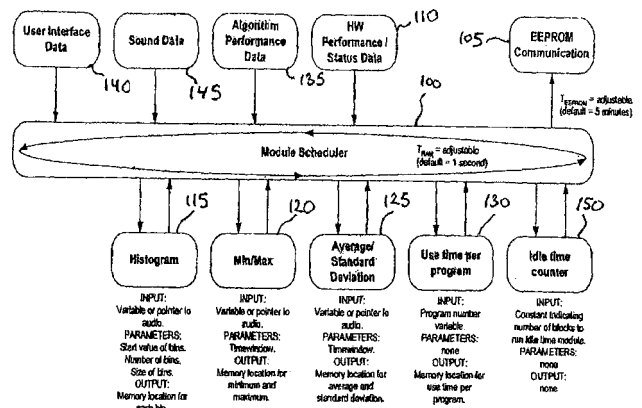 User Interface
Data
140
Sound Data
145
Algorithm
Performance
Data
135
HW
Performance /
Status Data
110
105
EEPROM
Communication
100
T_EEPROM = adjustable
(default = 5 minutes)
Module Scheduler
T_RAM = adjustable
(default = 1 second)
115
Histogram
INPUT:
Variable or pointer to
audio.
PARAMETERS:
Start value of bins.
Number of bins.
Size of bins.
OUTPUT:
Memory location for
each bin.
120
Min/Max
INPUT:
Variable or pointer to
audio.
PARAMETERS:
Timewindow.
OUTPUT:
Memory location for
minimum and
maximum.
125
Average/
Standard
Deviation
INPUT:
Variable or pointer to
audio.
PARAMETERS:
Timewindow.
OUTPUT:
Memory location for
average and
standard deviation.
130
Use time per
program
INPUT:
Program number
variable.
PARAMETERS:
none
OUTPUT:
Memory location for
use time per
program.
150
Idle time
counter
INPUT:
Constant indicating
number of blocks to
run idle time module.
PARAMETERS:
none
OUTPUT:
none